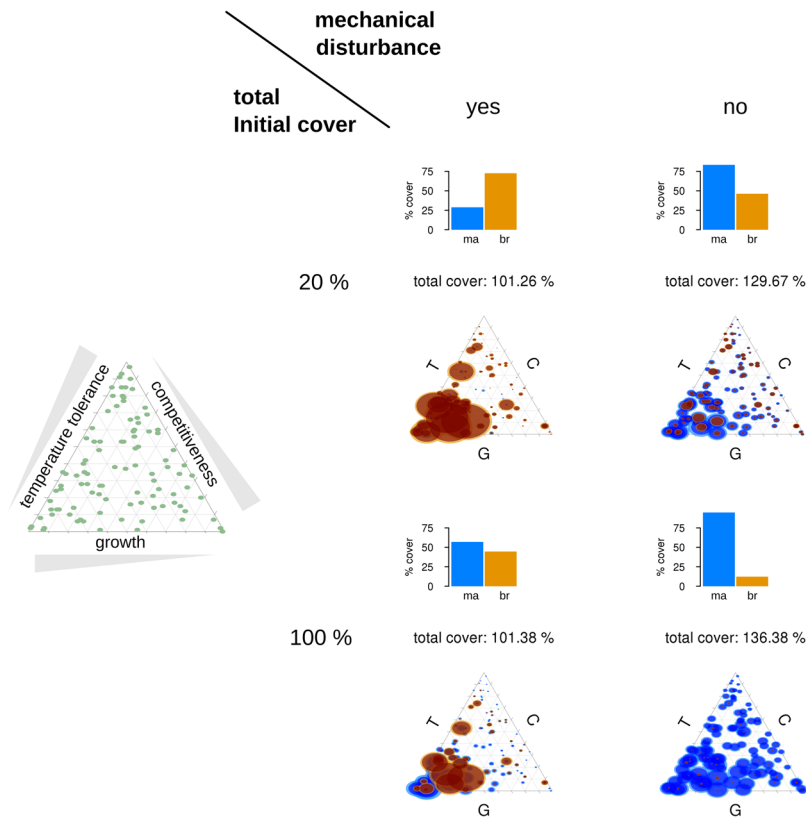 mechanical
disturbance
total
Initial cover
yes
no
% cover
75
50
25
0
ma
br
% cover
75
50
25
0
ma
br
20 %
total cover: 101.26 %
total cover: 129.67 %
T
C
G
T
C
G
temperature tolerance
competitiveness
growth
% cover
75
50
25
0
ma
br
% cover
75
50
25
0
ma
br
100 %
total cover: 101.38 %
total cover: 136.38 %
T
C
G
T
C
G